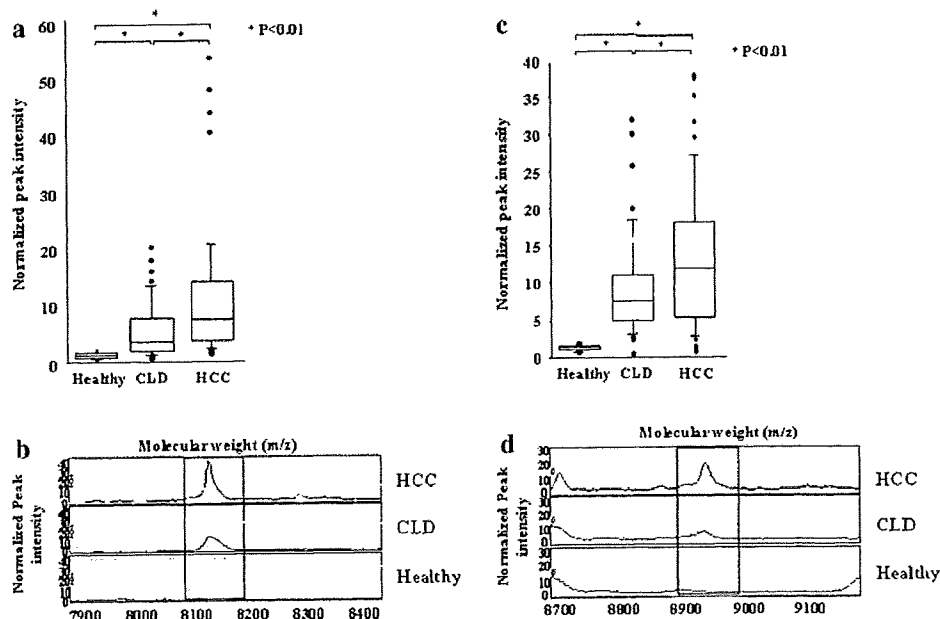 a
*
* *
* P<0.01
Normalized peak intensity
60
50
40
30
20
10
0
Healthy CLD HCC
c
*
* *
* P<0.01
Normalized peak intensity
40
35
30
25
20
15
10
5
0
Healthy CLD HCC
b
Molecular weight (m/z)
Normalized Peak
intensity
HCC
CLD
Healthy
7900 8000 8100 8200 8300 8400
d
Molecular weight (m/z)
Normalized Peak
intensity
30
20
10
0
HCC
30
20
10
0
CLD
30
20
10
0
Healthy
8700 8800 8900 9000 9100